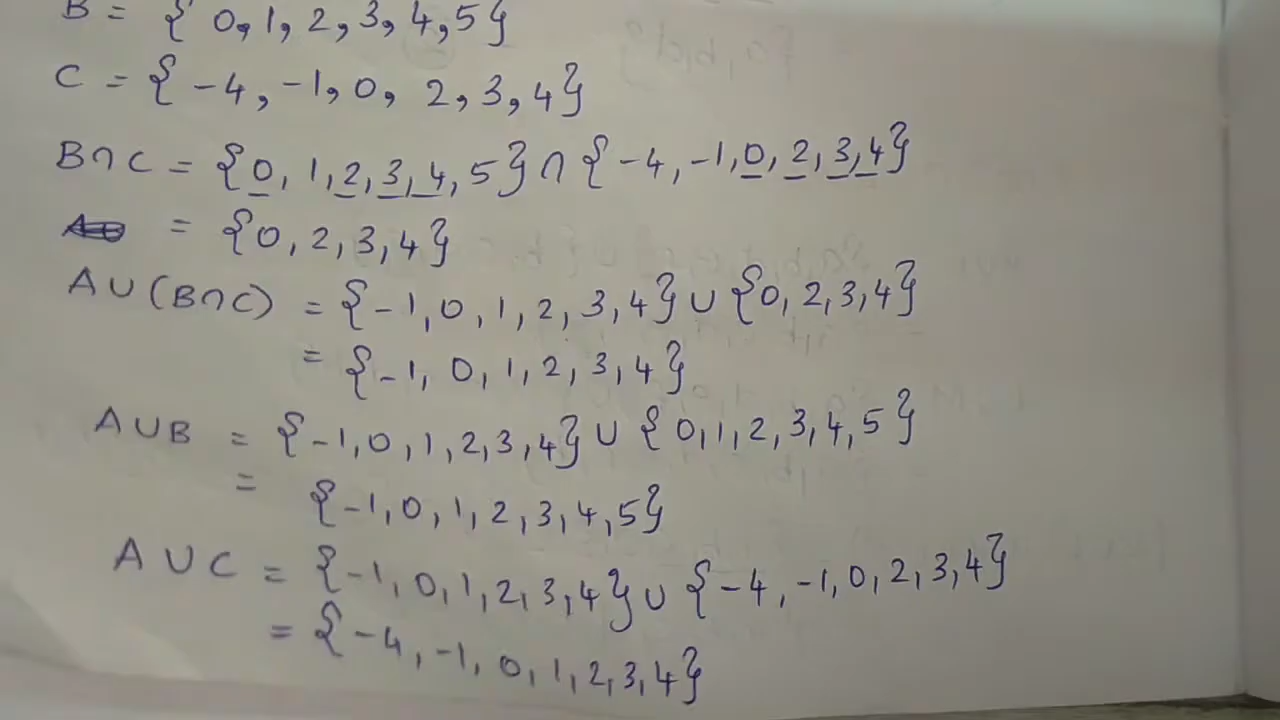 B = { 0, 1, 2, 3, 4, 5 }
C = { -4, -1, 0, 2, 3, 4 }
B∩C = { 0, 1, 2, 3, 4, 5 } ∩ { -4, -1, 0, 2, 3, 4 }
= { 0, 2, 3, 4 }
A∪(B∩C) = { -1, 0, 1, 2, 3, 4 } ∪ { 0, 2, 3, 4 }
= { -1, 0, 1, 2, 3, 4 }
A∪B = { -1, 0, 1, 2, 3, 4 } ∪ { 0, 1, 2, 3, 4, 5 }
= { -1, 0, 1, 2, 3, 4, 5 }
A∪C = { -1, 0, 1, 2, 3, 4 } ∪ { -4, -1, 0, 2, 3, 4 }
= { -4, -1, 0, 1, 2, 3, 4 }